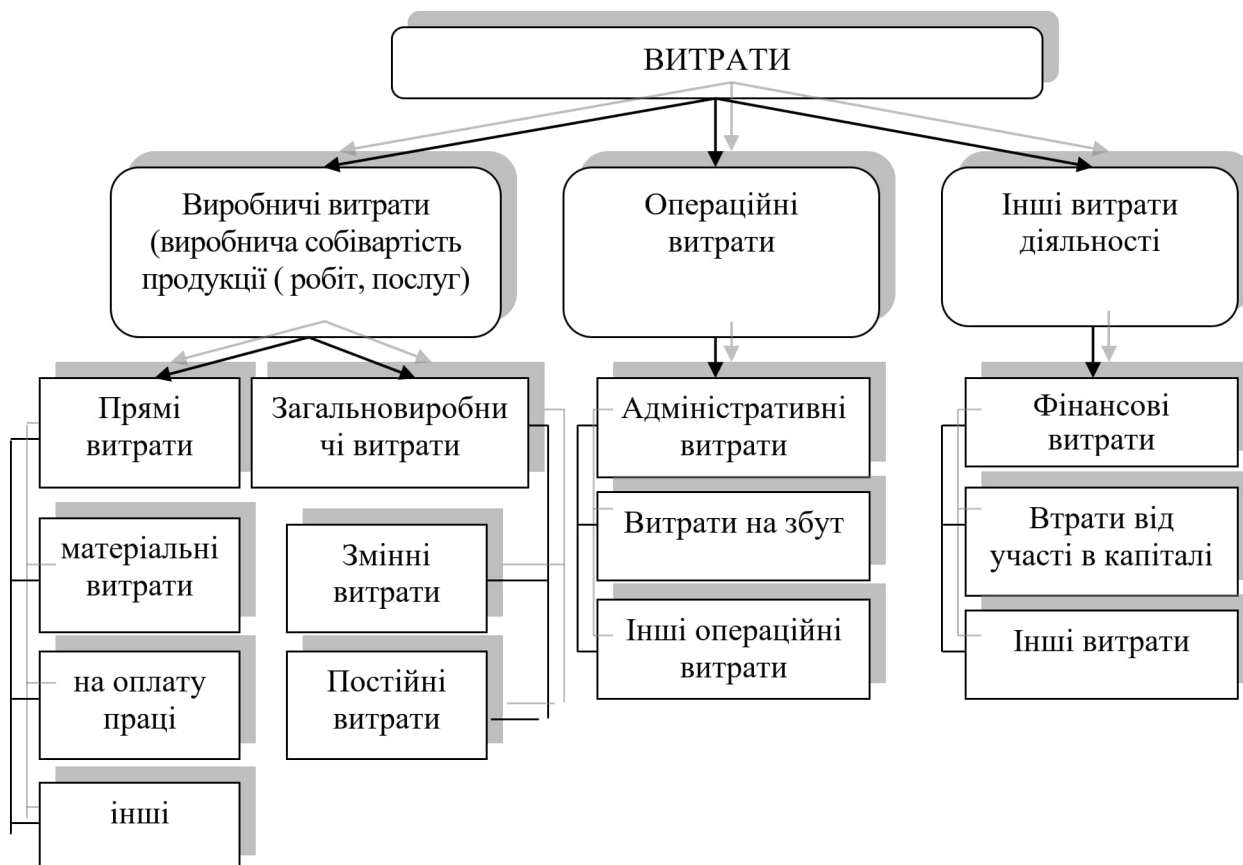 ВИТРАТИ
Виробничі витрати
(виробнича собівартість
продукції ( робіт, послуг)
Операційні
витрати
Інші витрати
діяльності
Прямі
витрати
Загальновиробни
чі витрати
Адміністративні
витрати
Фінансові
витрати
матеріальні
витрати
Змінні
витрати
Витрати на збут
Втрати від
участі в капіталі
на оплату
праці
Постійні
витрати
Інші операційні
витрати
Інші витрати
інші